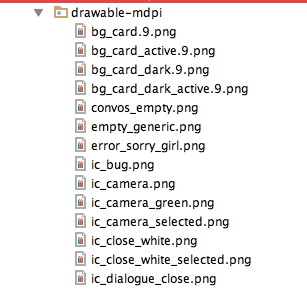 drawable-mdpi
bg_card.9.png
bg_card_active.9.png
bg_card_dark.9.png
bg_card_dark_active.9.png
convos_empty.png
empty_generic.png
error_sorry_girl.png
ic_bug.png
ic_camera.png
ic_camera_green.png
ic_camera_selected.png
ic_close_white.png
ic_close_white_selected.png
ic_dialogue_close.png